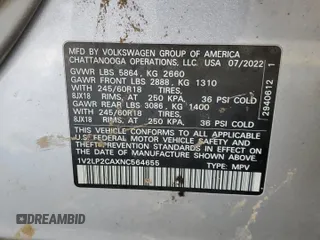 MFD BY VOLKSWAGEN GROUP OF AMERICA
CHATTANOOGA OPERATIONS, LLC. USA 07/2022
GVWR LBS 5864, KG 2660
GAWR FRONT LBS 2888, KG 1310
WITH 245/60R18 TIRES,
8JX18 RIMS, AT 250 KPA, 36 PSI COLD
GAWR REAR LBS 3086, KG 1400
WITH 245/60R18 TIRES,
8JX18 RIMS, AT 250 KPA, 36 PSI COLD
THIS VEHICLE CONFORMS TO ALL APPLICABLE
U.S. FEDERAL MOTOR VEHICLE SAFETY
STANDARDS IN EFFECT ON THE DATE OF
MANUFACTURE SHOWN ABOVE.
1V2LP2CAXNC564655 TYPE: MPV
2940612 1
STAT.VIN